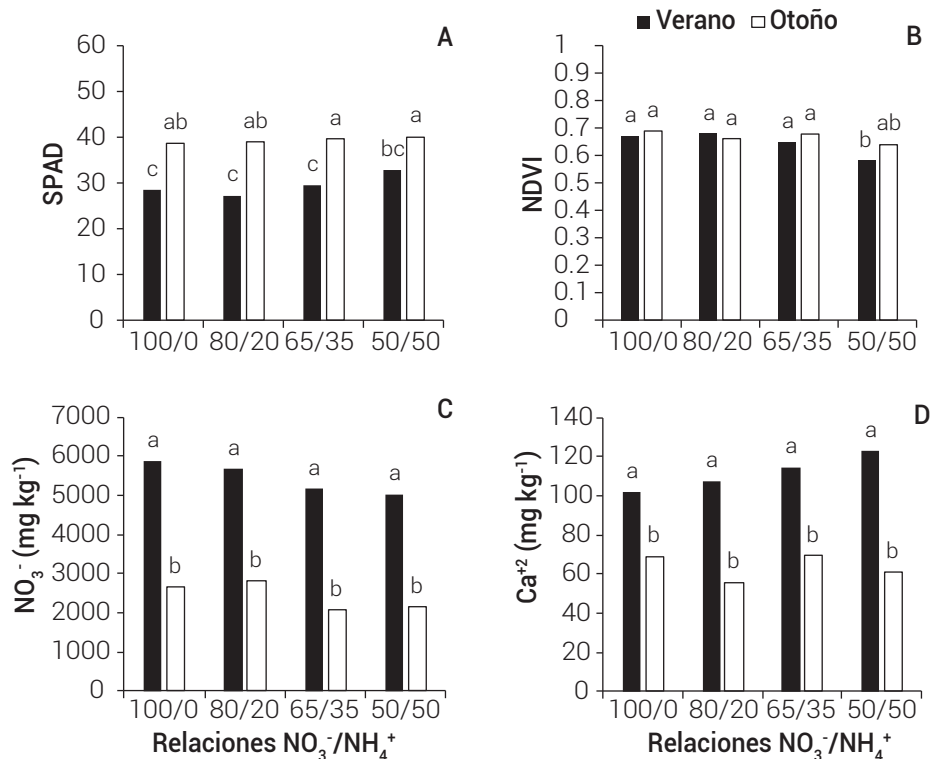 ■ Verano □ Otoño
A
SPAD
60
50
40
30
20
10
0
c ab c ab c a bc a
100/0 80/20 65/35 50/50
B
NDVI
1
0.9
0.8
0.7
0.6
0.5
0.4
0.3
0.2
0.1
0
a a a a a a b ab
100/0 80/20 65/35 50/50
C
NO₃⁻ (mg kg⁻¹)
7000
6000
5000
4000
3000
2000
1000
0
a b a b a b a b
100/0 80/20 65/35 50/50
Relaciones NO₃⁻/NH₄⁺
D
Ca⁺² (mg kg⁻¹)
140
120
100
80
60
40
20
0
a b a b a b a b
100/0 80/20 65/35 50/50
Relaciones NO₃⁻/NH₄⁺